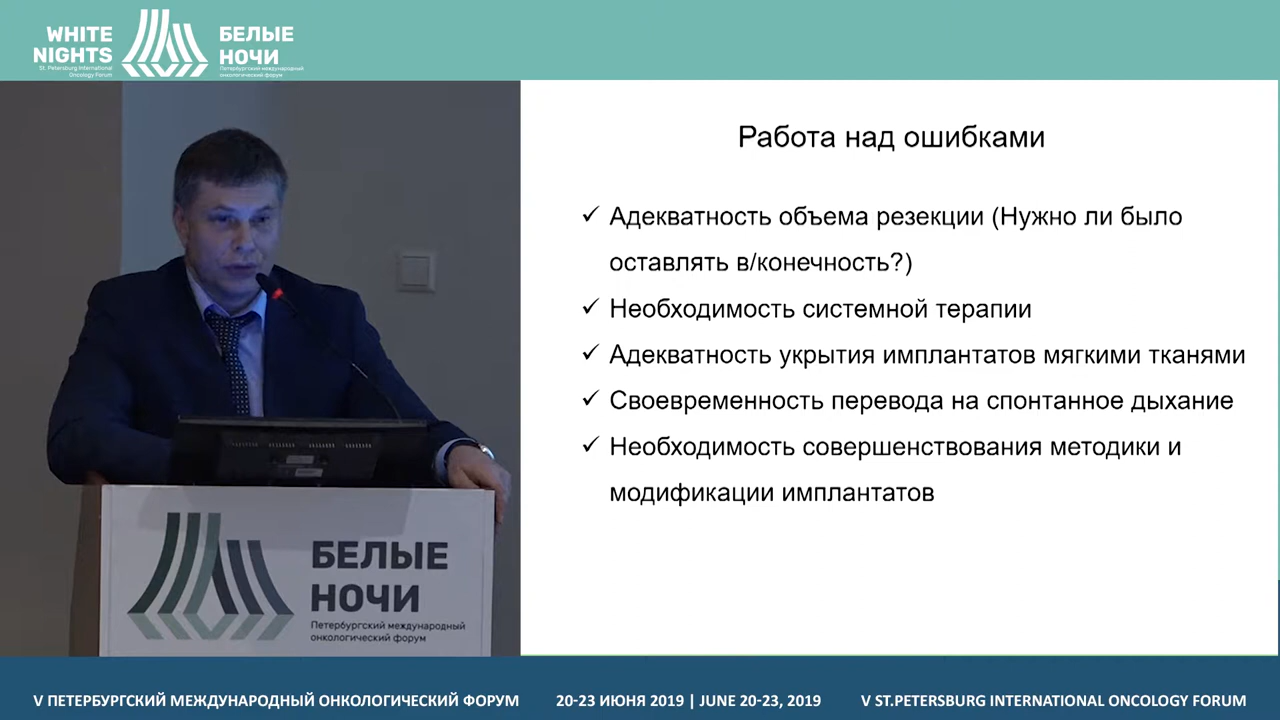 WHITE
NIGHTS
St. Petersburg International
Oncology Forum
БЕЛЫЕ
НОЧИ
Петербургский международный
онкологический форум
Работа над ошибками
✓ Адекватность объема резекции (Нужно ли было
оставлять в/конечность?)
✓ Необходимость системной терапии
✓ Адекватность укрытия имплантатов мягкими тканями
✓ Своевременность перевода на спонтанное дыхание
✓ Необходимость совершенствования методики и
модификации имплантатов
БЕЛЫЕ
НОЧИ
Петербургский международный
онкологический форум
V ПЕТЕРБУРГСКИЙ МЕЖДУНАРОДНЫЙ ОНКОЛОГИЧЕСКИЙ ФОРУМ
20-23 ИЮНЯ 2019 | JUNE 20-23, 2019
V ST.PETERSBURG INTERNATIONAL ONCOLOGY FORUM